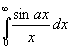 ∫₀^∞ (sin ax / x) dx